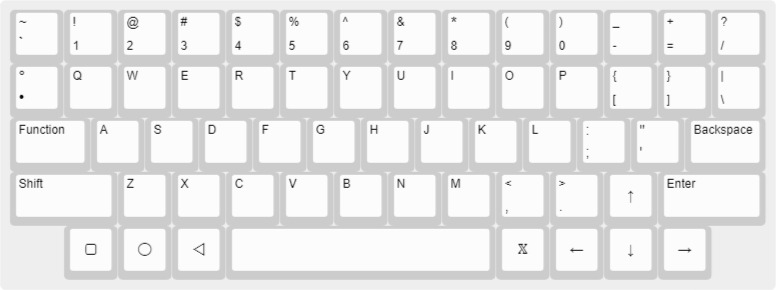 ~ ! @ # $ % ^ & * ( ) _ + ?
` 1 2 3 4 5 6 7 8 9 0 - = /
° Q W E R T Y U I O P { } |
• [ ] \
Function A S D F G H J K L : " Backspace
; '
Shift Z X C V B N M < > ↑ Enter
, .
▢ ◯ ◁ 𝕏 ← ↓ →